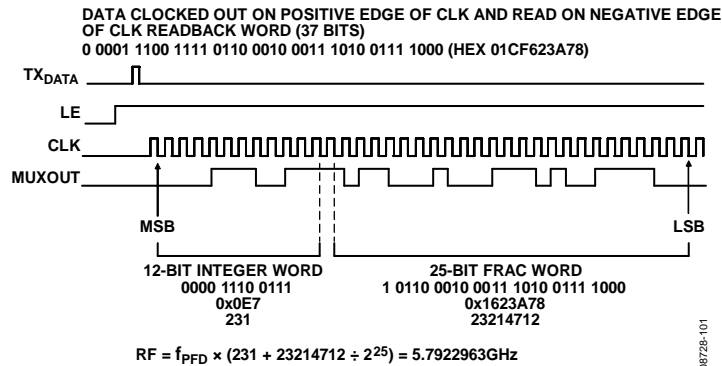 DATA CLOCKED OUT ON POSITIVE EDGE OF CLK AND READ ON NEGATIVE EDGE
OF CLK READBACK WORD (37 BITS)
0 0001 1100 1111 0110 0010 0011 1010 0111 1000 (HEX 01CF623A78)
TXDATA
LE
CLK
MUXOUT
MSB
LSB
12-BIT INTEGER WORD
0000 1110 0111
0x0E7
231
25-BIT FRAC WORD
1 0110 0010 0011 1010 0111 1000
0x1623A78
23214712
RF = fPFD × (231 + 23214712 ÷ 2²⁵) = 5.7922963GHz
08728-101